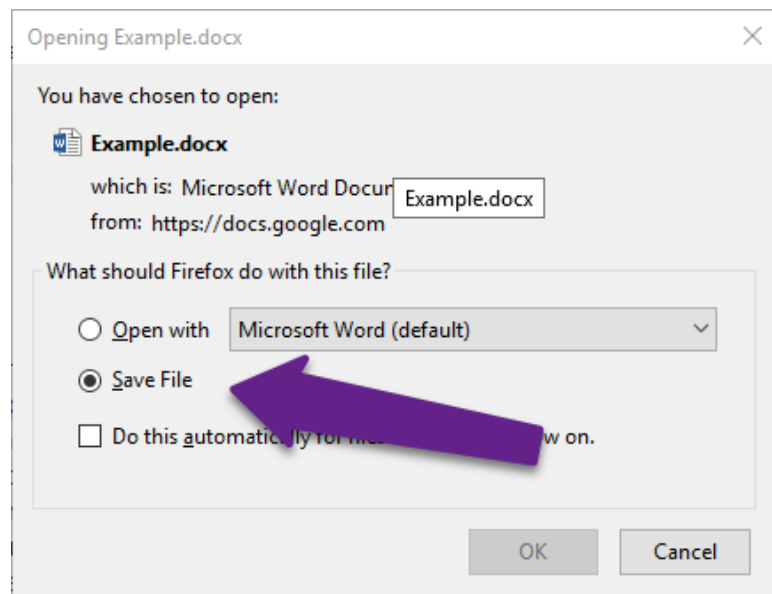 Opening Example.docx
You have chosen to open:
Example.docx
which is: Microsoft Word Docu
Example.docx
from: https://docs.google.com
What should Firefox do with this file?
Open with Microsoft Word (default)
Save File
Do this automatically for on.
OK Cancel